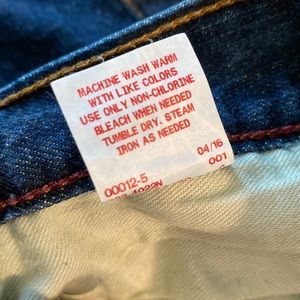 MACHINE WASH WARM
WITH LIKE COLORS
USE ONLY NON-CHLORINE
BLEACH WHEN NEEDED
TUMBLE DRY. STEAM
IRON AS NEEDED
04/16
00012-5
001